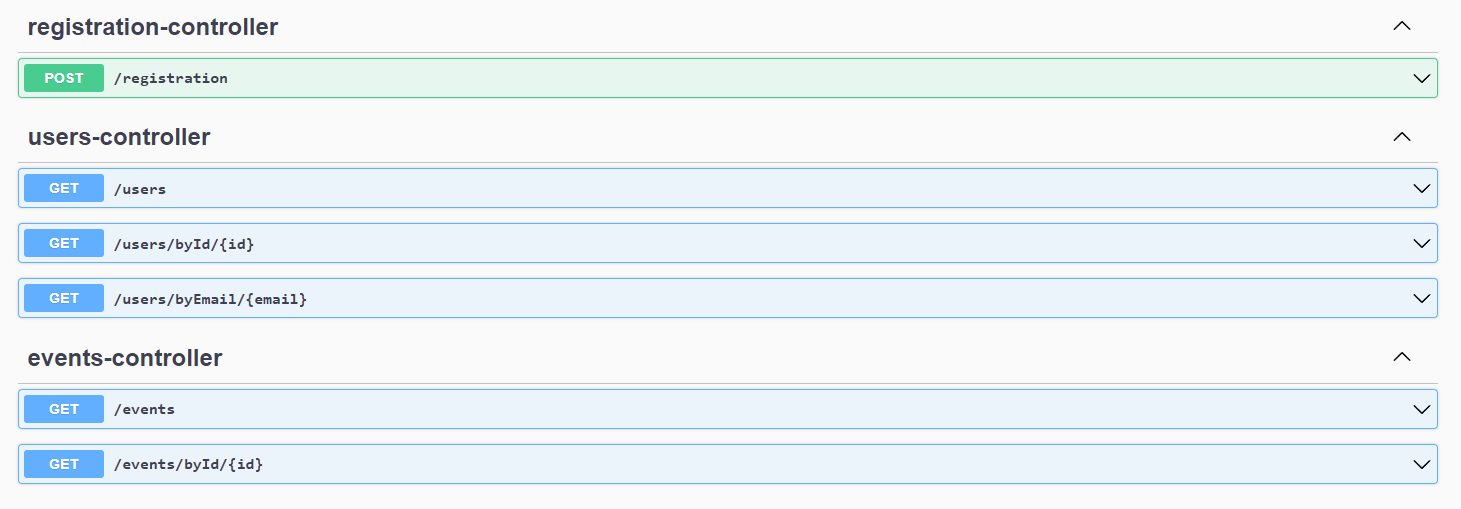 registration-controller
POST /registration
users-controller
GET /users
GET /users/byId/{id}
GET /users/byEmail/{email}
events-controller
GET /events
GET /events/byId/{id}